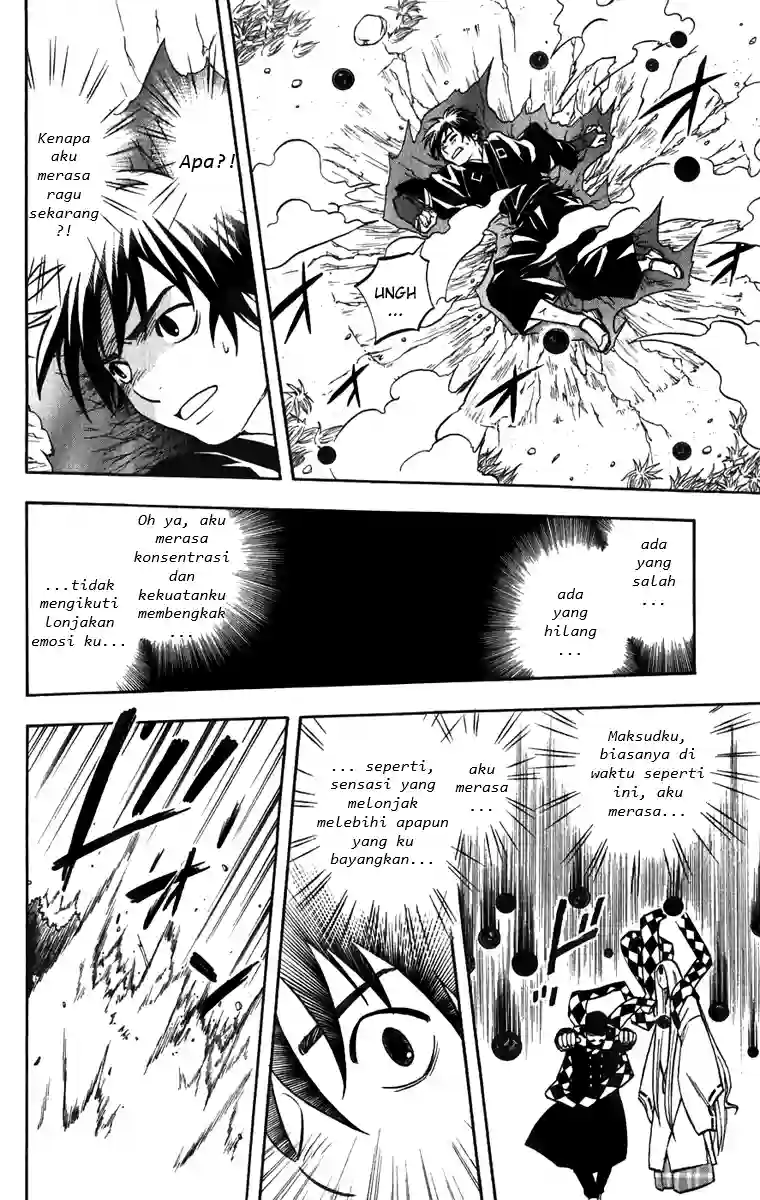 UNGH
...
Apa?!
Kenapa
aku
merasa
ragu
sekarang
?!
ada
yang
salah
...
ada
yang
hilang
...
Oh ya, aku
merasa
konsentrasi
dan
kekuatanku
membengkak
...
...tidak
mengikuti
lonjakan
emosi ku...
Maksudku,
biasanya di
waktu seperti
ini, aku
merasa...
aku
merasa
...
... seperti,
sensasi yang
melonjak
melebihi apapun
yang ku
bayangkan...